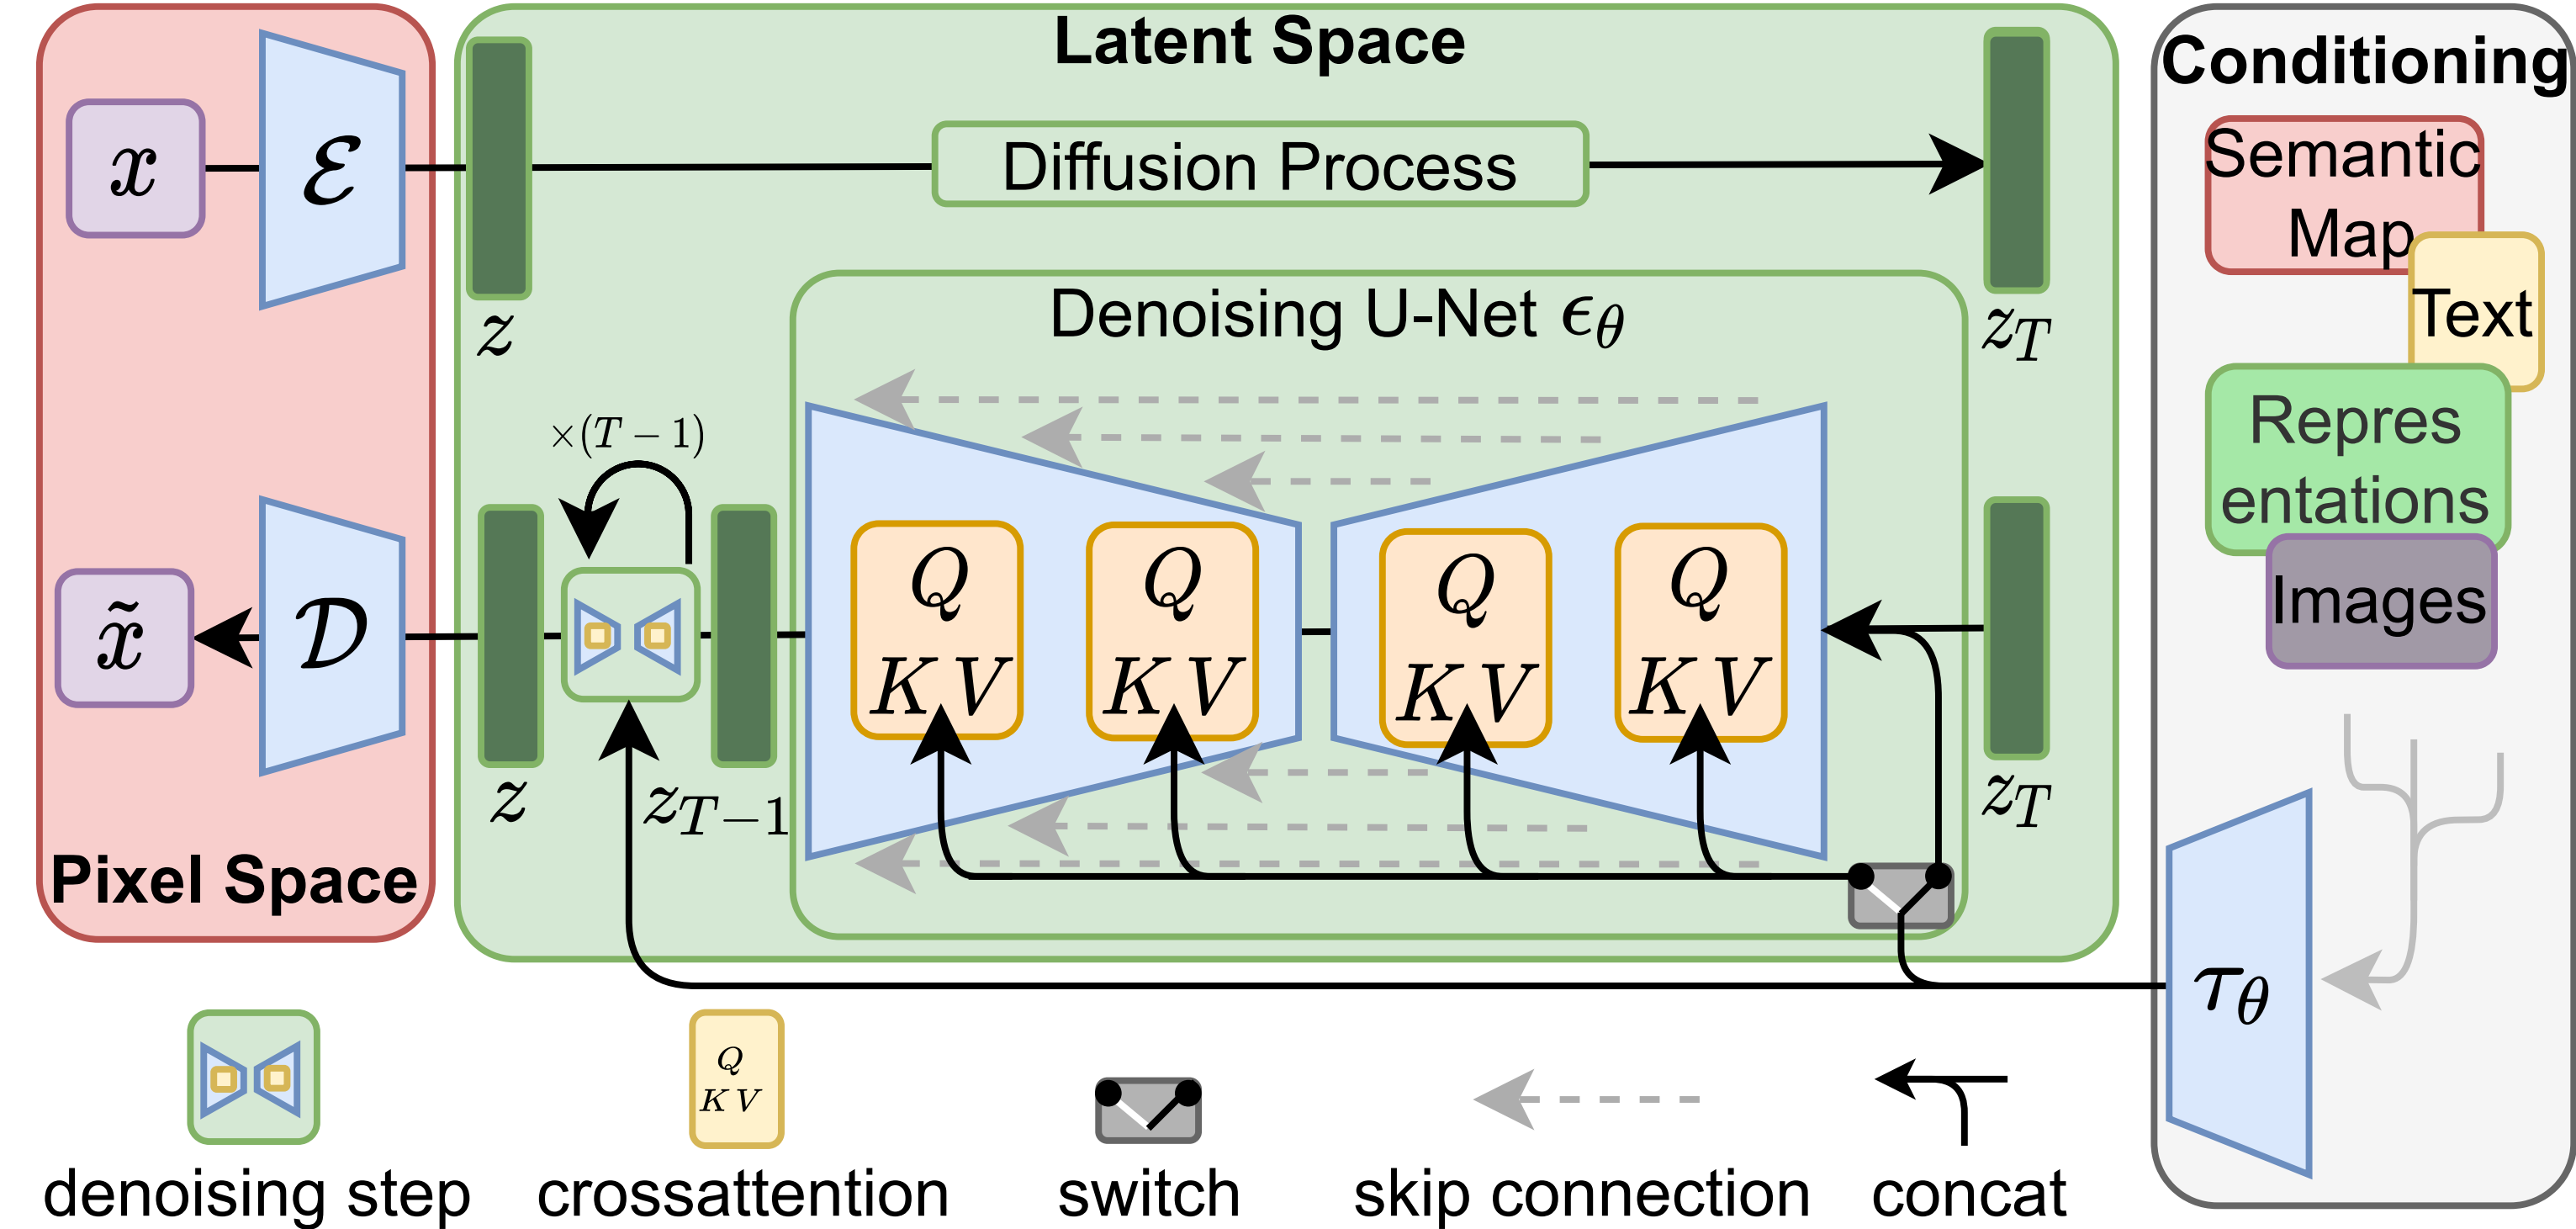 Latent Space
Conditioning
x
ℰ
z
Diffusion Process
z_T
Semantic
Map
Text
Repres
entations
Images
Denoising U-Net ϵ_θ
×(T − 1)
Q
K V
Q
K V
Q
K V
Q
K V
x̃
𝒟
z
z_{T−1}
z_T
Pixel Space
τ_θ
Q
K V
denoising step
crossattention
switch
skip connection
concat